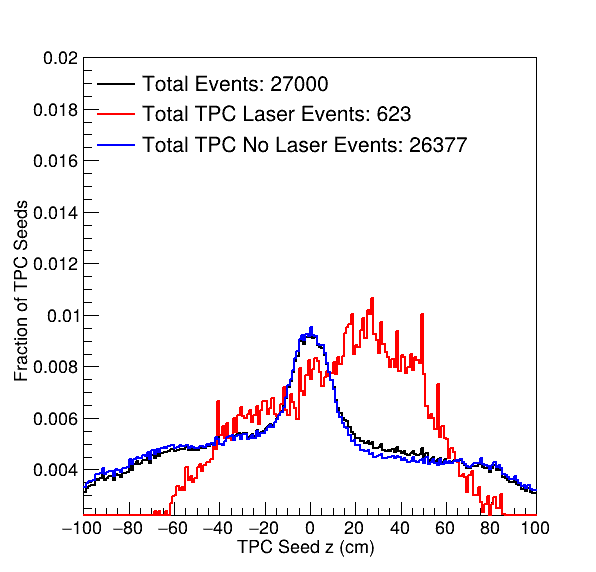 0.02
Total Events: 27000
0.018
Total TPC Laser Events: 623
0.016
Total TPC No Laser Events: 26377
0.014
0.012
0.01
0.008
0.006
0.004
Fraction of TPC Seeds
−100 −80 −60 −40 −20 0 20 40 60 80 100
TPC Seed z (cm)